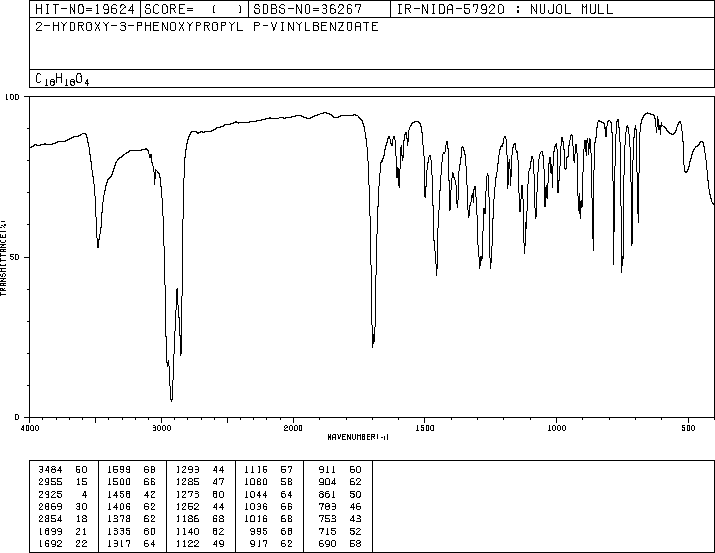 HIT-NO=19624 SCORE= ( ) SDBS-NO=36267 IR-NIDA-57920 : NUJOL MULL
2-HYDROXY-3-PHENOXYPROPYL P-VINYLBENZOATE
C18H18O4
100
TRANSMITTANCE(%)
50
0
4000 3000 2000 1500 1000 500
WAVENUMBER(-1)
3484 50 1599 68 1293 44 1115 57 911 60
2955 15 1500 66 1285 47 1080 58 904 62
2925 4 1458 42 1273 60 1044 64 861 50
2869 30 1406 62 1252 44 1036 66 783 46
2854 18 1378 62 1186 68 1016 68 753 43
1699 21 1335 60 1140 62 995 68 715 52
1692 22 1317 64 1122 49 917 62 690 58